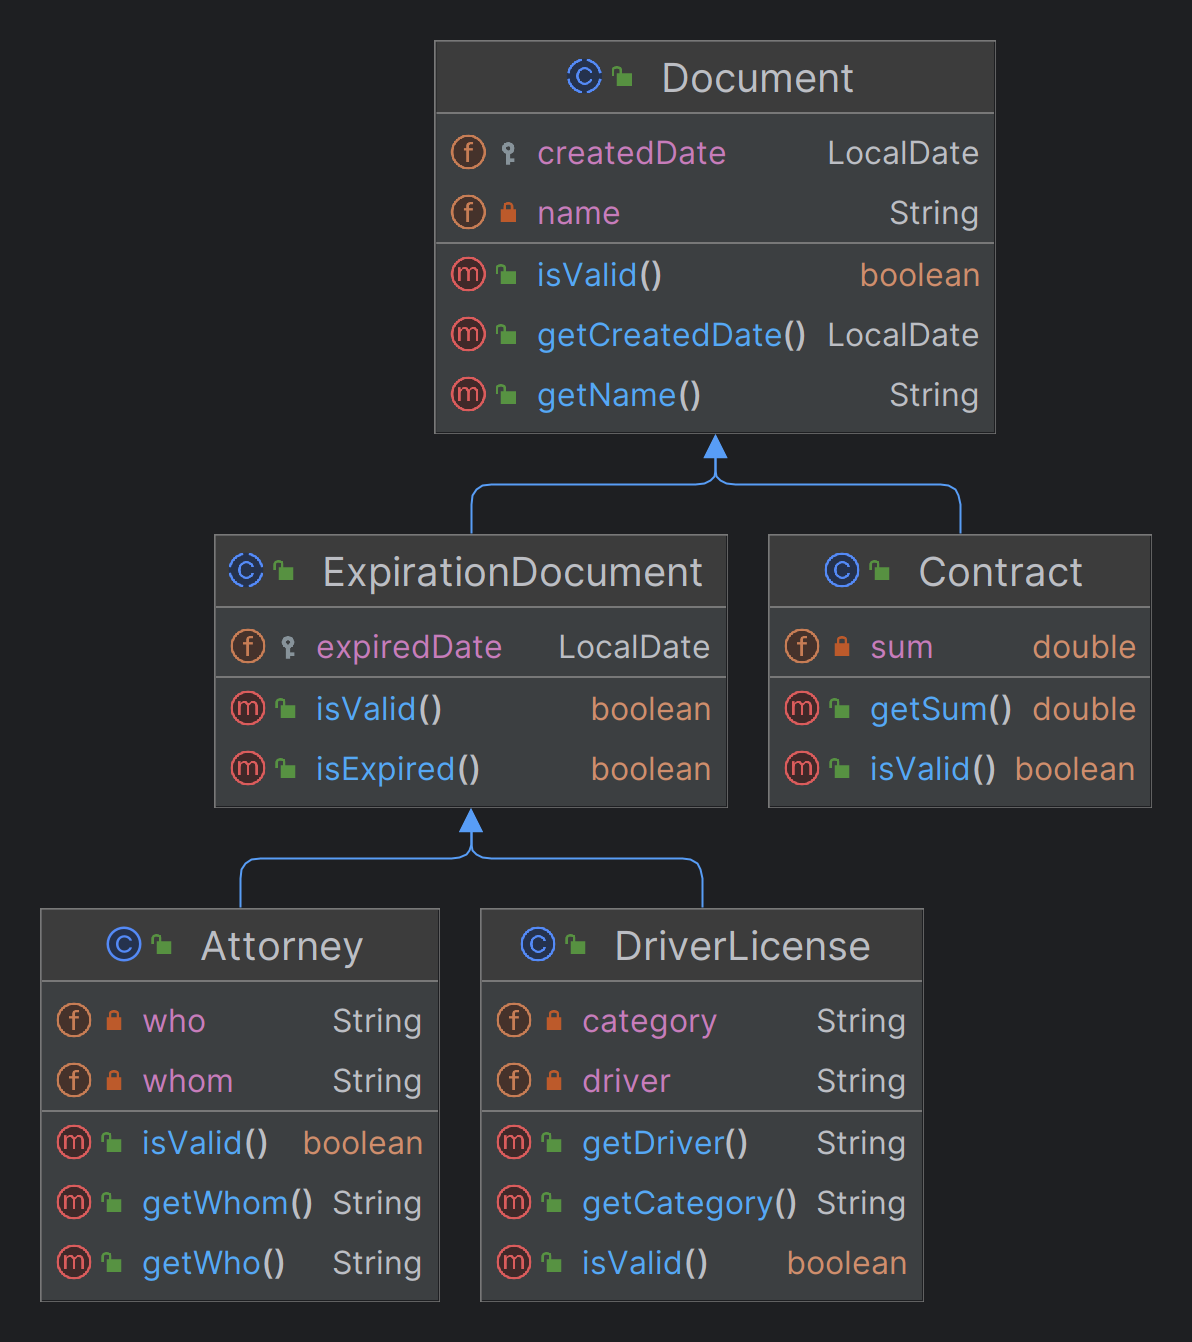 Document
createdDate LocalDate
name String
isValid() boolean
getCreatedDate() LocalDate
getName() String
ExpirationDocument
expiredDate LocalDate
isValid() boolean
isExpired() boolean
Contract
sum double
getSum() double
isValid() boolean
Attorney
who String
whom String
isValid() boolean
getWhom() String
getWho() String
DriverLicense
category String
driver String
getDriver() String
getCategory() String
isValid() boolean